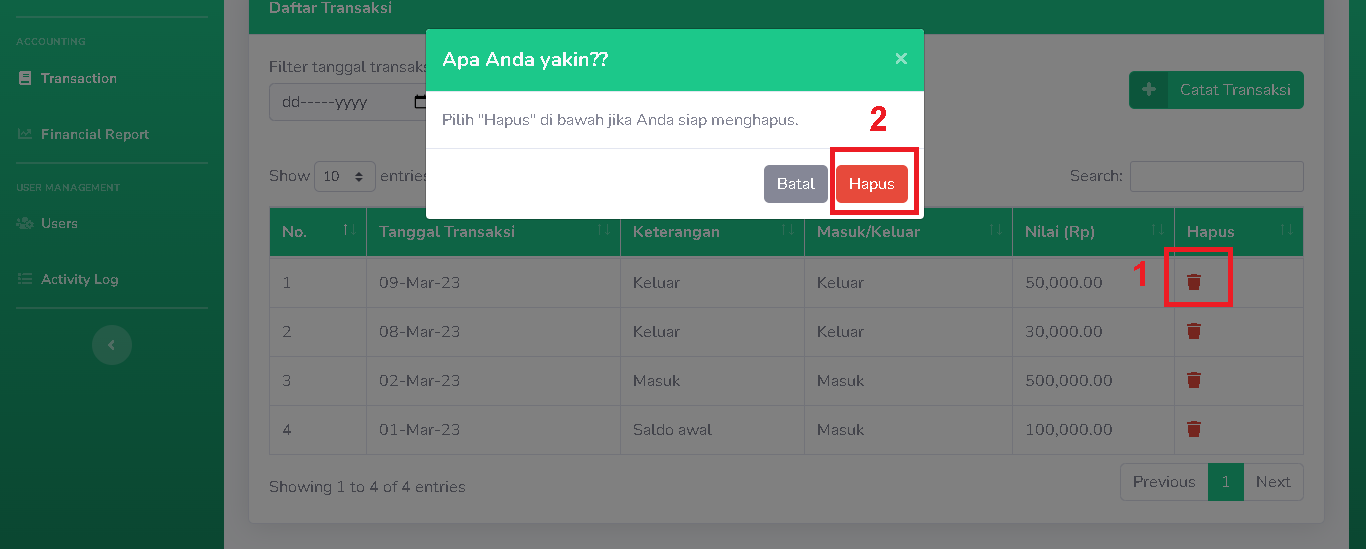 Daftar Transaksi
ACCOUNTING
Transaction
Financial Report
USER MANAGEMENT
Users
Activity Log
Apa Anda yakin??
×
Filter tanggal transaks
dd-----yyyy
Catat Transaksi
Pilih "Hapus" di bawah jika Anda siap menghapus.
2
Batal
Hapus
Show 10 entries
Search:
No. Tanggal Transaksi Keterangan Masuk/Keluar Nilai (Rp) Hapus
1
1 09-Mar-23 Keluar Keluar 50,000.00
2 08-Mar-23 Keluar Keluar 30,000.00
3 02-Mar-23 Masuk Masuk 500,000.00
4 01-Mar-23 Saldo awal Masuk 100,000.00
Showing 1 to 4 of 4 entries
Previous 1 Next